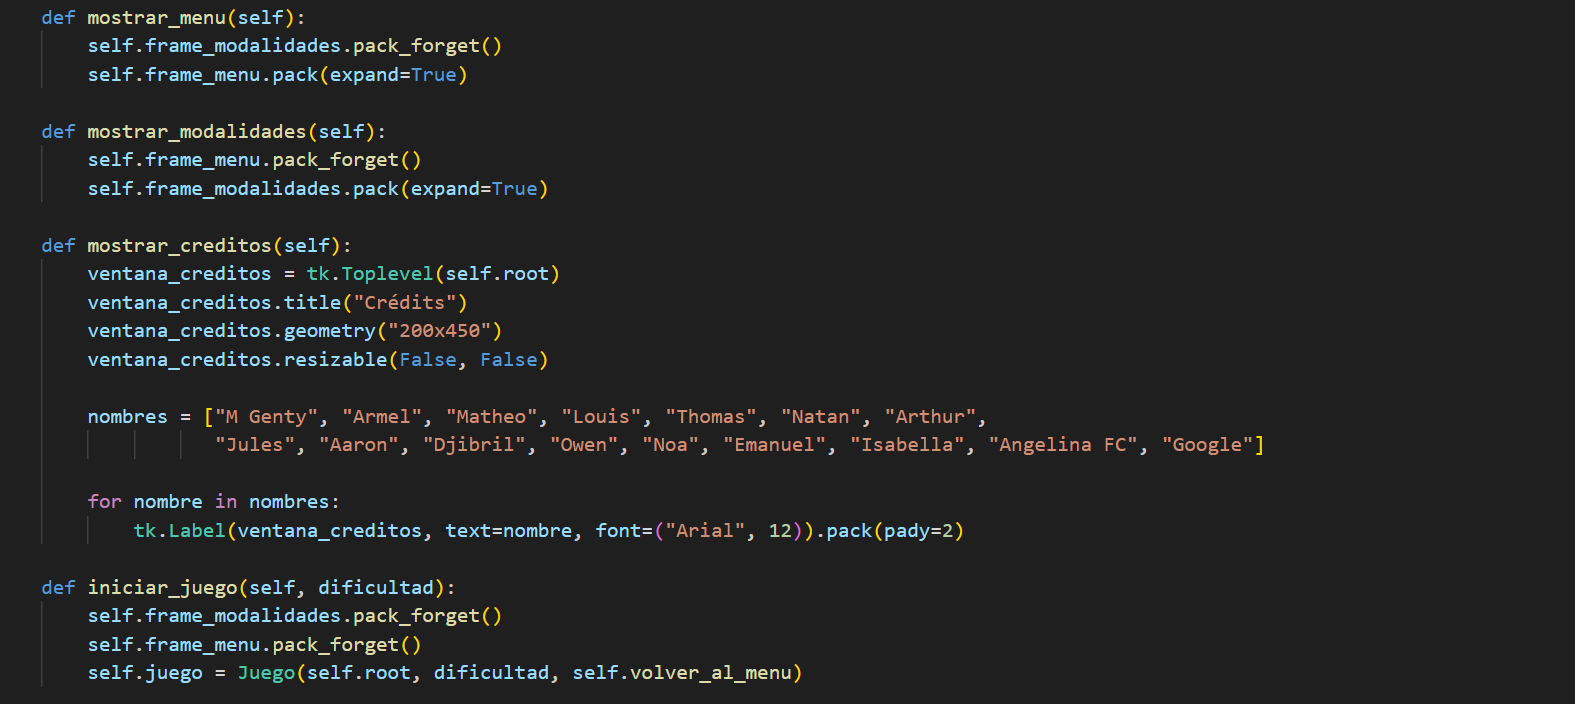 def mostrar_menu(self):
    self.frame_modalidades.pack_forget()
    self.frame_menu.pack(expand=True)

def mostrar_modalidades(self):
    self.frame_menu.pack_forget()
    self.frame_modalidades.pack(expand=True)

def mostrar_creditos(self):
    ventana_creditos = tk.Toplevel(self.root)
    ventana_creditos.title("Crédits")
    ventana_creditos.geometry("200x450")
    ventana_creditos.resizable(False, False)

    nombres = ["M Genty", "Armel", "Matheo", "Louis", "Thomas", "Natan", "Arthur",
               "Jules", "Aaron", "Djibril", "Owen", "Noa", "Emanuel", "Isabella", "Angelina FC", "Google"]

    for nombre in nombres:
        tk.Label(ventana_creditos, text=nombre, font=("Arial", 12)).pack(pady=2)

def iniciar_juego(self, dificultad):
    self.frame_modalidades.pack_forget()
    self.frame_menu.pack_forget()
    self.juego = Juego(self.root, dificultad, self.volver_al_menu)